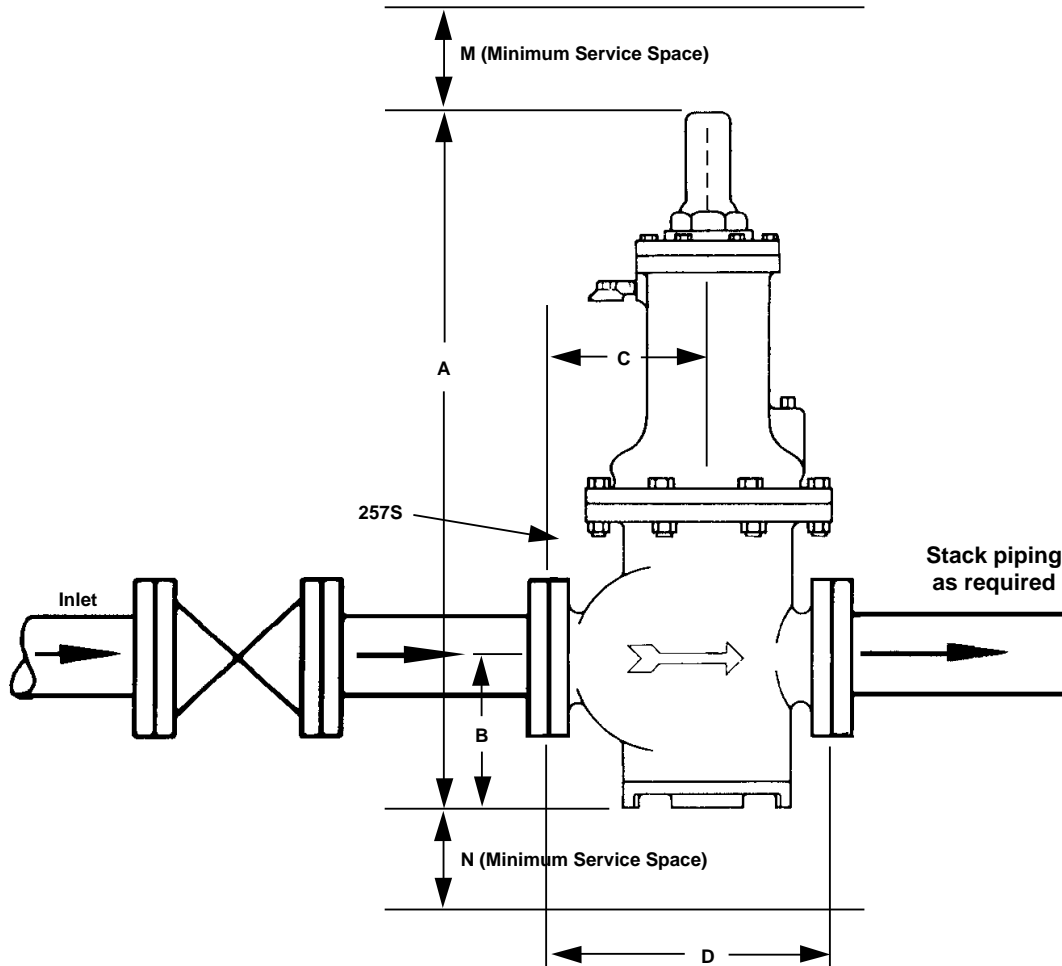 M (Minimum Service Space)
A
C
257S
Stack piping
as required
Inlet
B
N (Minimum Service Space)
D